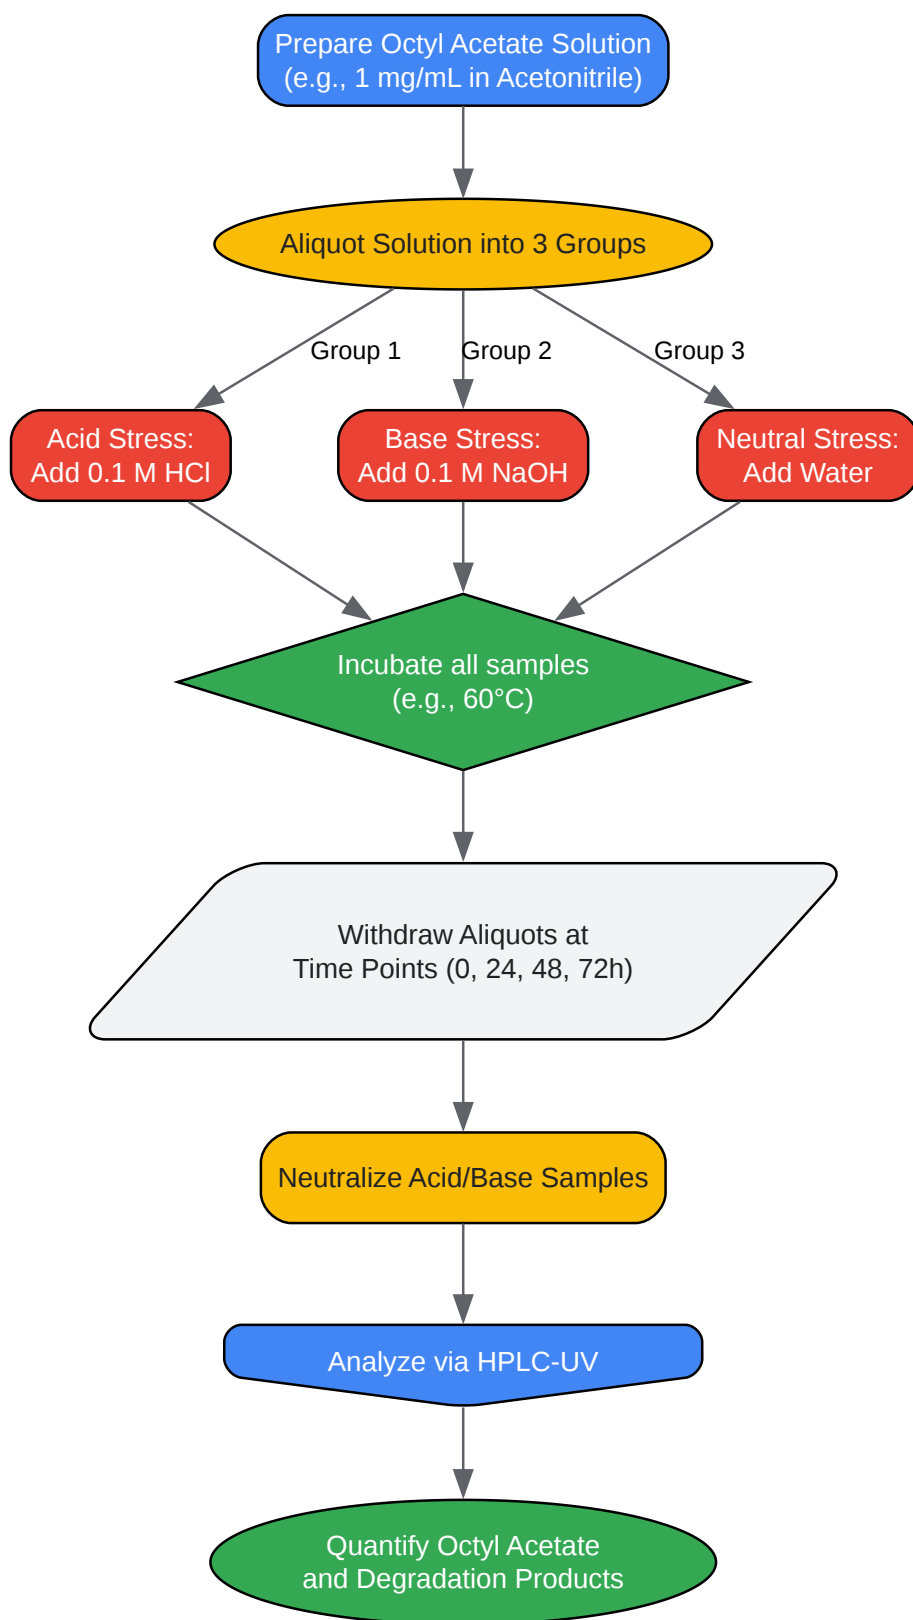 Prepare Octyl Acetate Solution
(e.g., 1 mg/mL in Acetonitrile)
Aliquot Solution into 3 Groups
Group 1
Group 2
Group 3
Acid Stress:
Add 0.1 M HCl
Base Stress:
Add 0.1 M NaOH
Neutral Stress:
Add Water
Incubate all samples
(e.g., 60°C)
Withdraw Aliquots at
Time Points (0, 24, 48, 72h)
Neutralize Acid/Base Samples
Analyze via HPLC-UV
Quantify Octyl Acetate
and Degradation Products